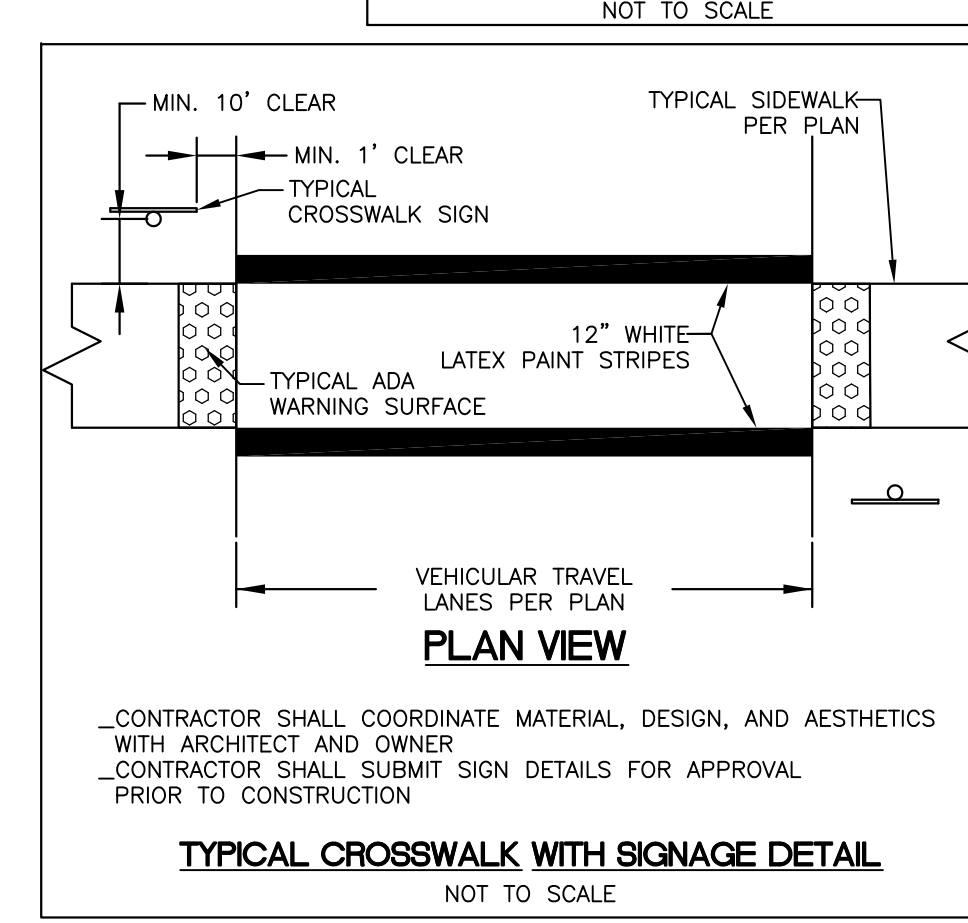 NOT TO SCALE
MIN. 10' CLEAR
TYPICAL SIDEWALK
PER PLAN
MIN. 1' CLEAR
TYPICAL
CROSSWALK SIGN
12" WHITE
LATEX PAINT STRIPES
TYPICAL ADA
WARNING SURFACE
VEHICULAR TRAVEL
LANES PER PLAN
PLAN VIEW
_CONTRACTOR SHALL COORDINATE MATERIAL, DESIGN, AND AESTHETICS
WITH ARCHITECT AND OWNER
_CONTRACTOR SHALL SUBMIT SIGN DETAILS FOR APPROVAL
PRIOR TO CONSTRUCTION
TYPICAL CROSSWALK WITH SIGNAGE DETAIL
NOT TO SCALE